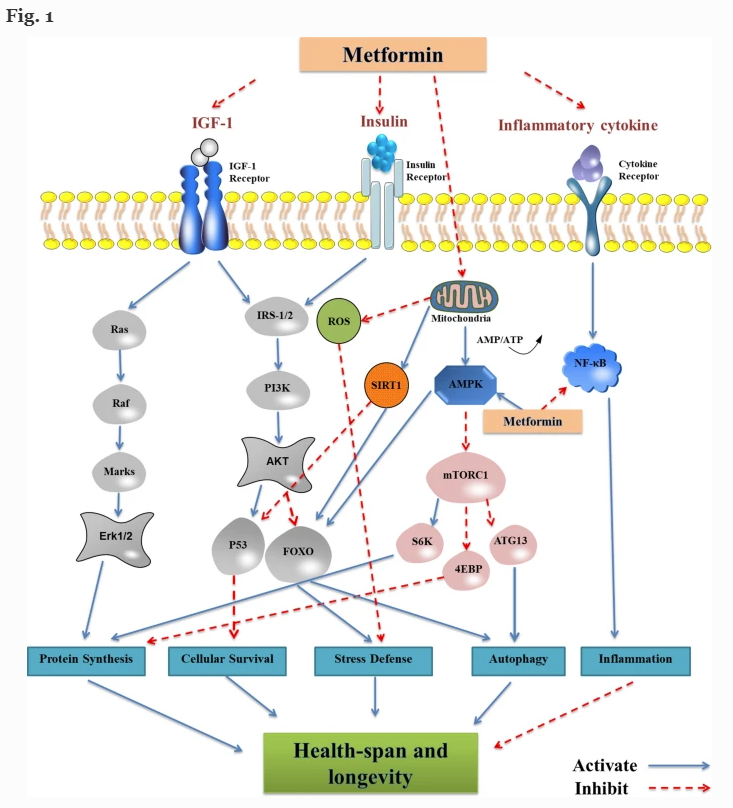 Fig. 1
Metformin
IGF-1
Insulin
Inflammatory cytokine
IGF-1
Receptor
Insulin
Receptor
Cytokine
Receptor
Ras
IRS-1/2
ROS
Mitochondria
AMP/ATP
NF-κB
Raf
PI3K
SIRT1
AMPK
Metformin
Marks
AKT
mTORC1
Erk1/2
P53
FOXO
S6K
4EBP
ATG13
Protein Synthesis
Cellular Survival
Stress Defense
Autophagy
Inflammation
Health-span and
longevity
Activate
Inhibit